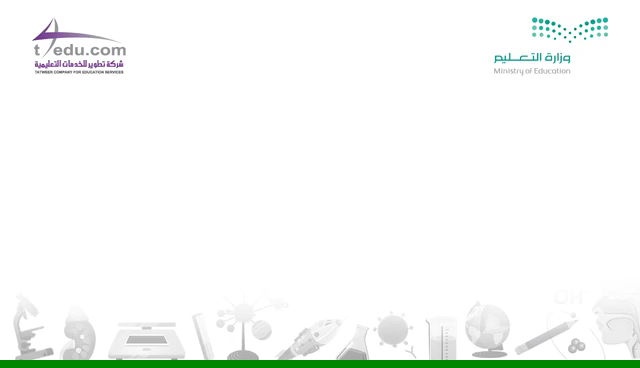 t4edu.com
شركة تطوير للخدمات التعليمية
TATWEER COMPANY FOR EDUCATION SERVICES
وزارة التعليم
Ministry of Education
OH